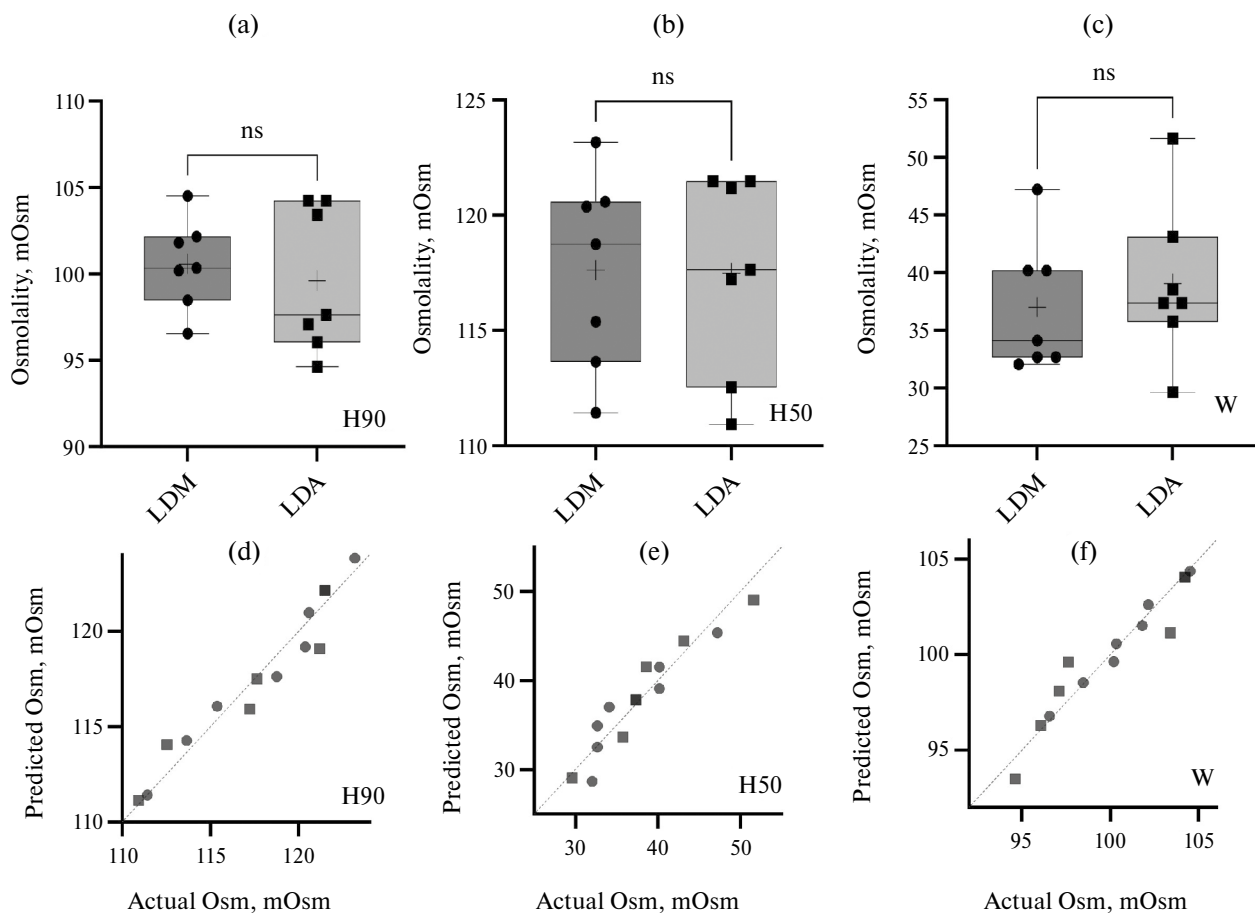 (a)
(b)
(c)
Osmolality, mOsm
110
105
100
95
90
ns
H90
LDM
LDA
Osmolality, mOsm
125
120
115
110
ns
H50
LDM
LDA
Osmolality, mOsm
55
50
45
40
35
30
25
ns
W
LDM
LDA
(d)
(e)
(f)
Predicted Osm, mOsm
120
115
110
H90
110
115
120
Actual Osm, mOsm
Predicted Osm, mOsm
50
40
30
H50
30
40
50
Actual Osm, mOsm
Predicted Osm, mOsm
105
100
95
W
95
100
105
Actual Osm, mOsm